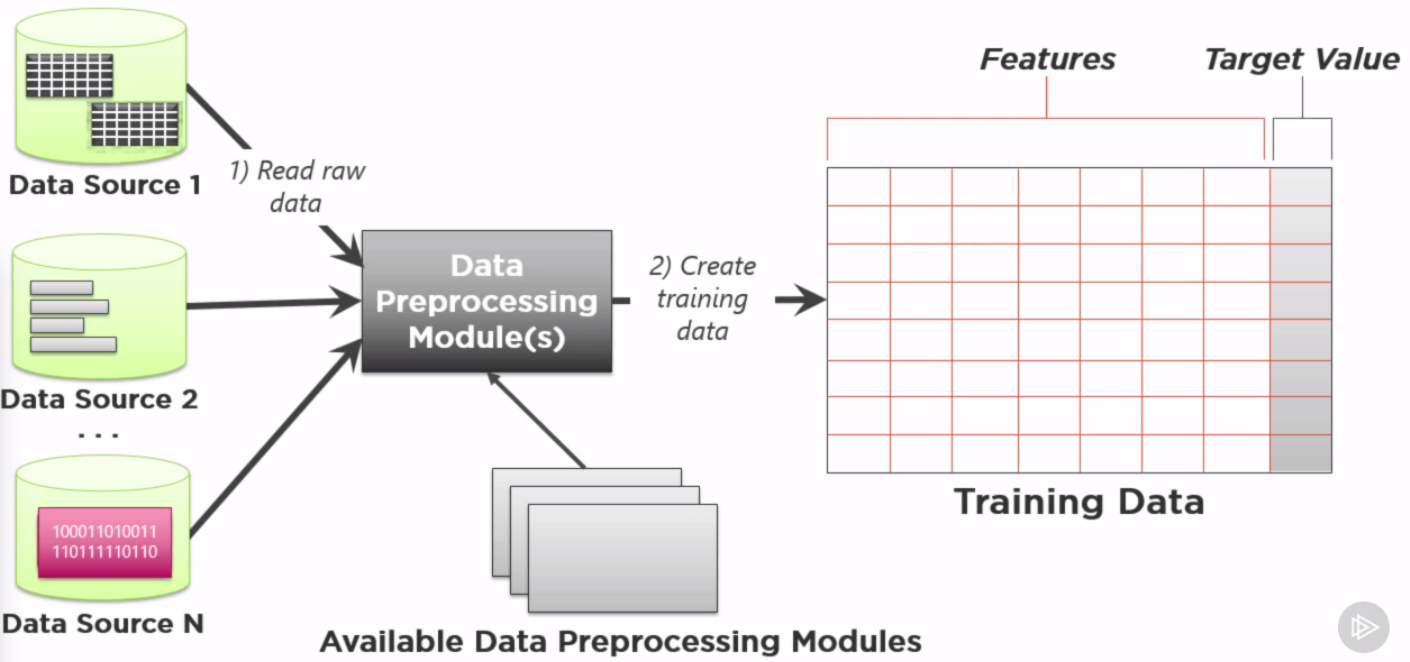 Features
Target Value
Data Source 1
1) Read raw
data
Data
Preprocessing
Module(s)
2) Create
training
data
Data Source 2
...
100011010011
110111110110
Data Source N
Training Data
Available Data Preprocessing Modules